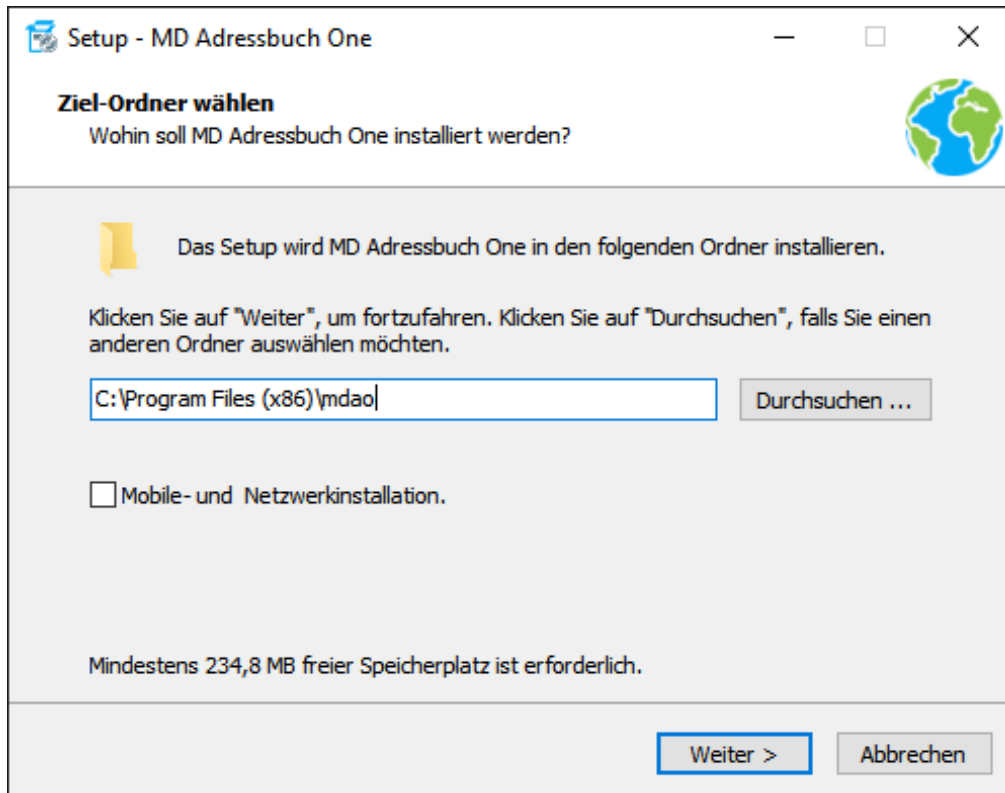 Setup - MD Adressbuch One
Ziel-Ordner wählen
Wohin soll MD Adressbuch One installiert werden?
Das Setup wird MD Adressbuch One in den folgenden Ordner installieren.
Klicken Sie auf "Weiter", um fortzufahren. Klicken Sie auf "Durchsuchen", falls Sie einen
anderen Ordner auswählen möchten.
C:\Program Files (x86)\mdao
Durchsuchen ...
Mobile- und  Netzwerkinstallation.
Mindestens 234,8 MB freier Speicherplatz ist erforderlich.
Weiter >
Abbrechen